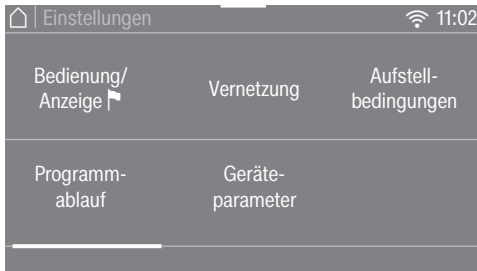 Einstellungen
11:02
Bedienung/
Anzeige
Vernetzung
Aufstell-
bedingungen
Programm-
ablauf
Geräte-
parameter